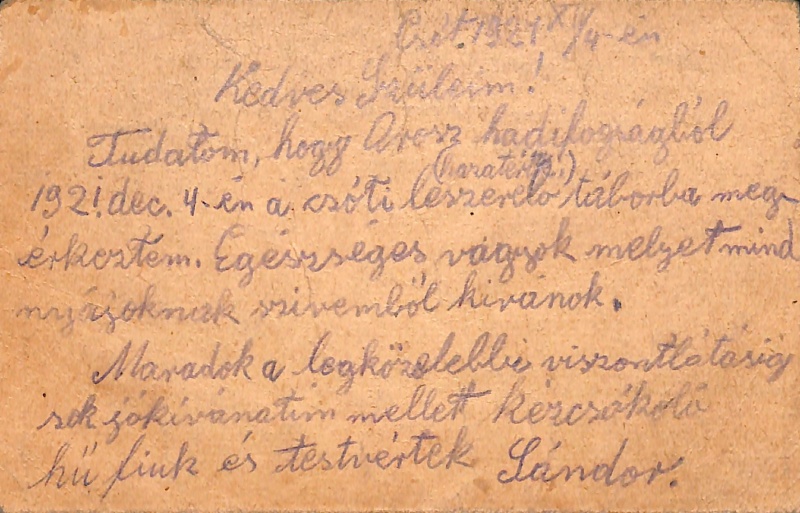 Csót 1921 XII/4-én
Kedves Szüleim!
Tudatom, hogy Orosz hadifogságból
(hazatérő!)
1921. dec. 4-én a csóti leszerelő táborba meg-
érkeztem. Egészséges vagyok melyet mind
nyájoknak szivemből kivánok.
Maradok a legközelebbi viszontlátásig
sok jókivánatim mellett kézcsókoló
hű fiuk és testvértek Sándor.